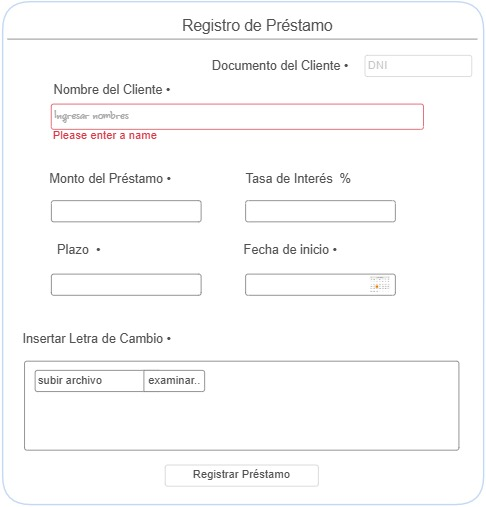 Registro de Préstamo
Documento del Cliente • DNI
Nombre del Cliente •
Ingresar nombres
Please enter a name
Monto del Préstamo • Tasa de Interés %
Plazo • Fecha de inicio •
Insertar Letra de Cambio •
subir archivo examinar..
Registrar Préstamo